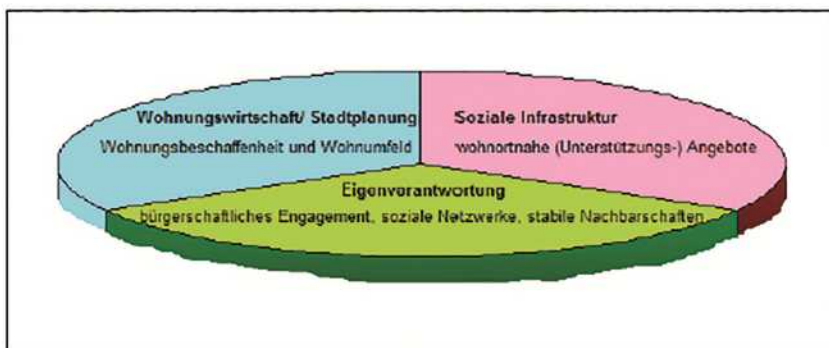 Wohnungswirtschaft/ Stadtplanung
Wohnungsbeschaffenheit und Wohnumfeld
Soziale Infrastruktur
wohnortnahe (Unterstützungs-) Angebote
Eigenverantwortung
bürgerschaftliches Engagement, soziale Netzwerke, stabile Nachbarschaften